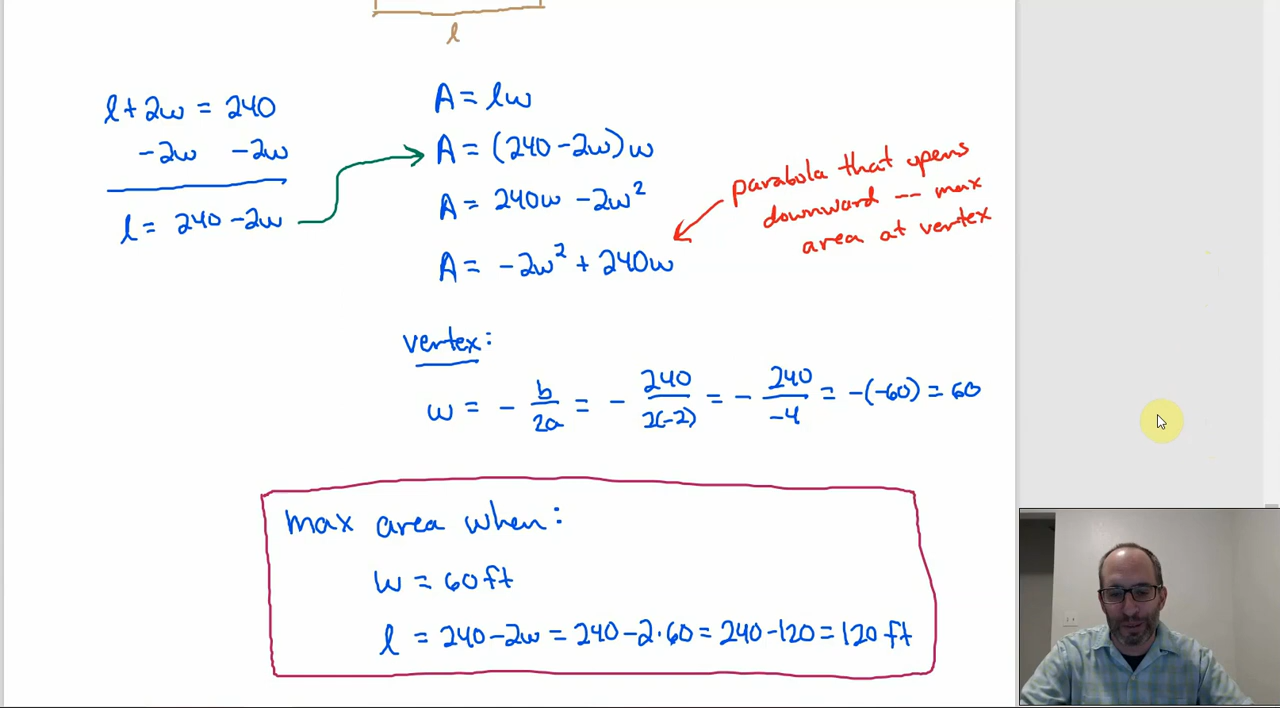 l
l + 2w = 240
-2w -2w
l = 240 - 2w
A = lw
A = (240 - 2w)w
A = 240w - 2w²
A = -2w² + 240w
parabola that opens
downward -- max
area at vertex
vertex:
w = - b/2a = - 240/2(-2) = - 240/-4 = -(-60) = 60
max area when:
w = 60 ft
l = 240 - 2w = 240 - 2·60 = 240 - 120 = 120 ft